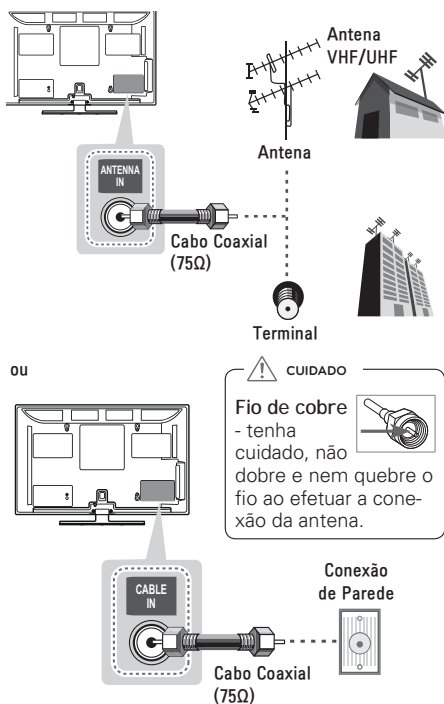 Antena
VHF/UHF
Antena
ANTENNA
IN
Cabo Coaxial
(75Ω)
Terminal
ou
CUIDADO
Fio de cobre
- tenha
cuidado, não
dobre e nem quebre o
fio ao efetuar a cone-
xão da antena.
CABLE
IN
Conexão
de Parede
Cabo Coaxial
(75Ω)